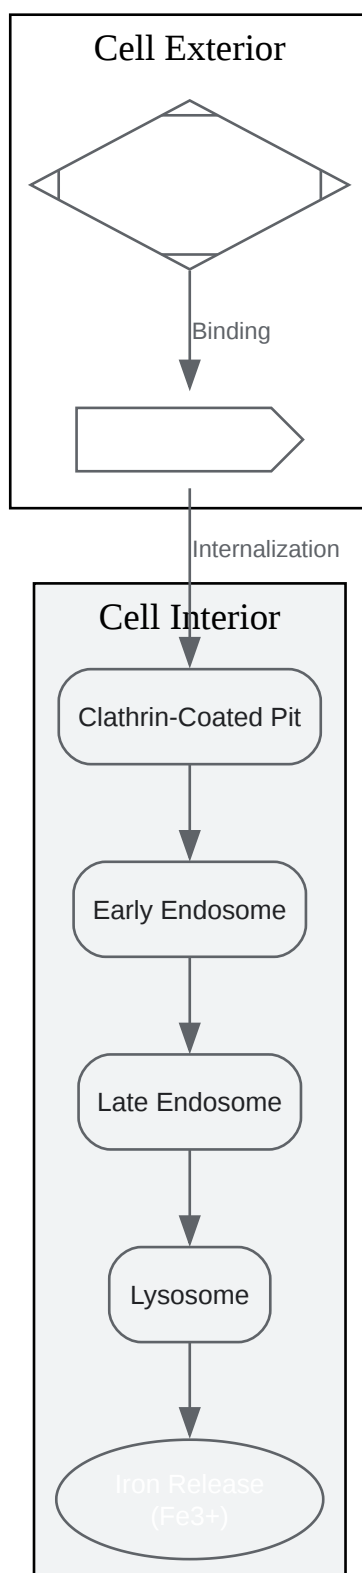 Cell Exterior
Binding
Internalization
Cell Interior
Clathrin-Coated Pit
Early Endosome
Late Endosome
Lysosome
Iron Release
(Fe3+)